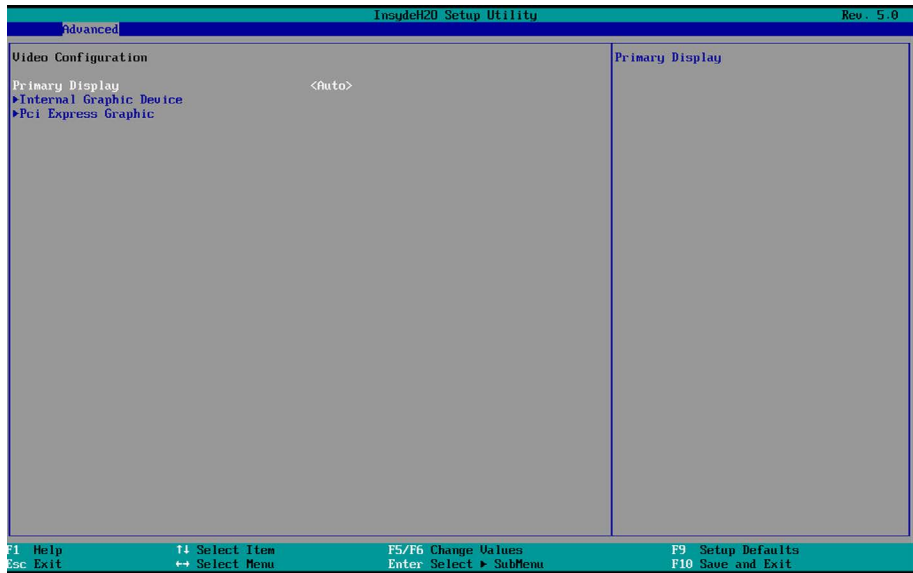 InsydeH2O Setup Utility Rev. 5.0
Advanced
Video Configuration
Primary Display <Auto>
▶Internal Graphic Device
▶Pci Express Graphic
Primary Display
F1 Help ↑↓ Select Item F5/F6 Change Values F9 Setup Defaults
Esc Exit ↔ Select Menu Enter Select ▶ SubMenu F10 Save and Exit